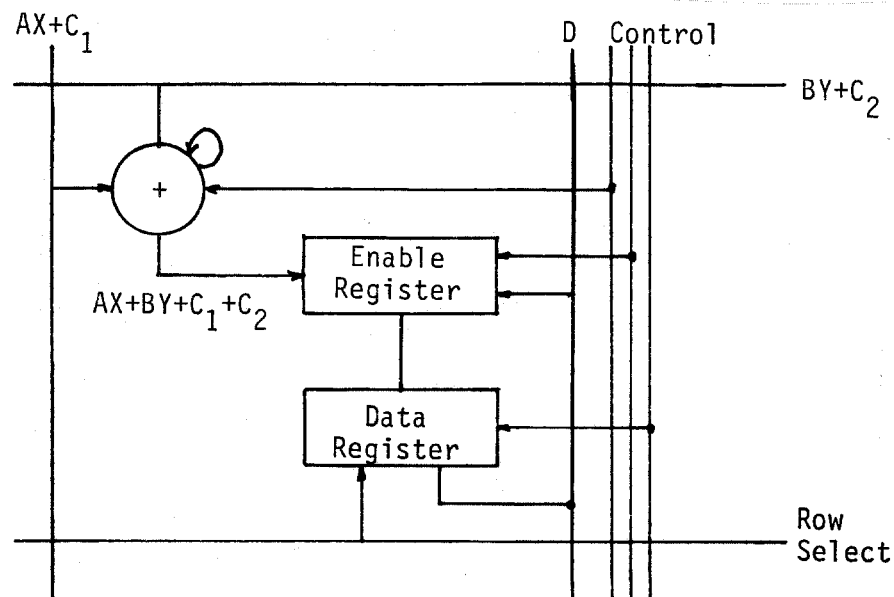 AX+C₁
D Control
BY+C₂
+
Enable
Register
AX+BY+C₁+C₂
Data
Register
Row
Select